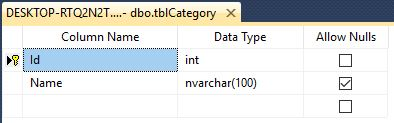 DESKTOP-RTQ2N2T....- dbo.tblCategory
Column Name Data Type Allow Nulls
Id int
Name nvarchar(100)